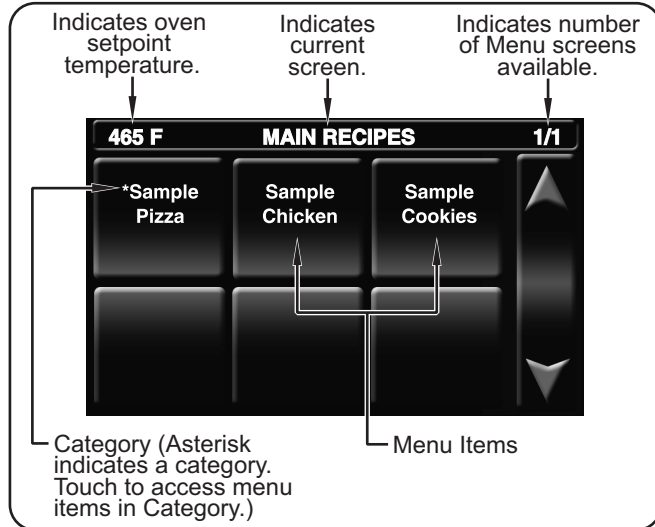 Indicates oven
setpoint
temperature.
Indicates
current
screen.
Indicates number
of Menu screens
available.
465 F MAIN RECIPES 1/1
*Sample
Pizza
Sample
Chicken
Sample
Cookies
Category (Asterisk
indicates a category.
Touch to access menu
items in Category.)
Menu Items